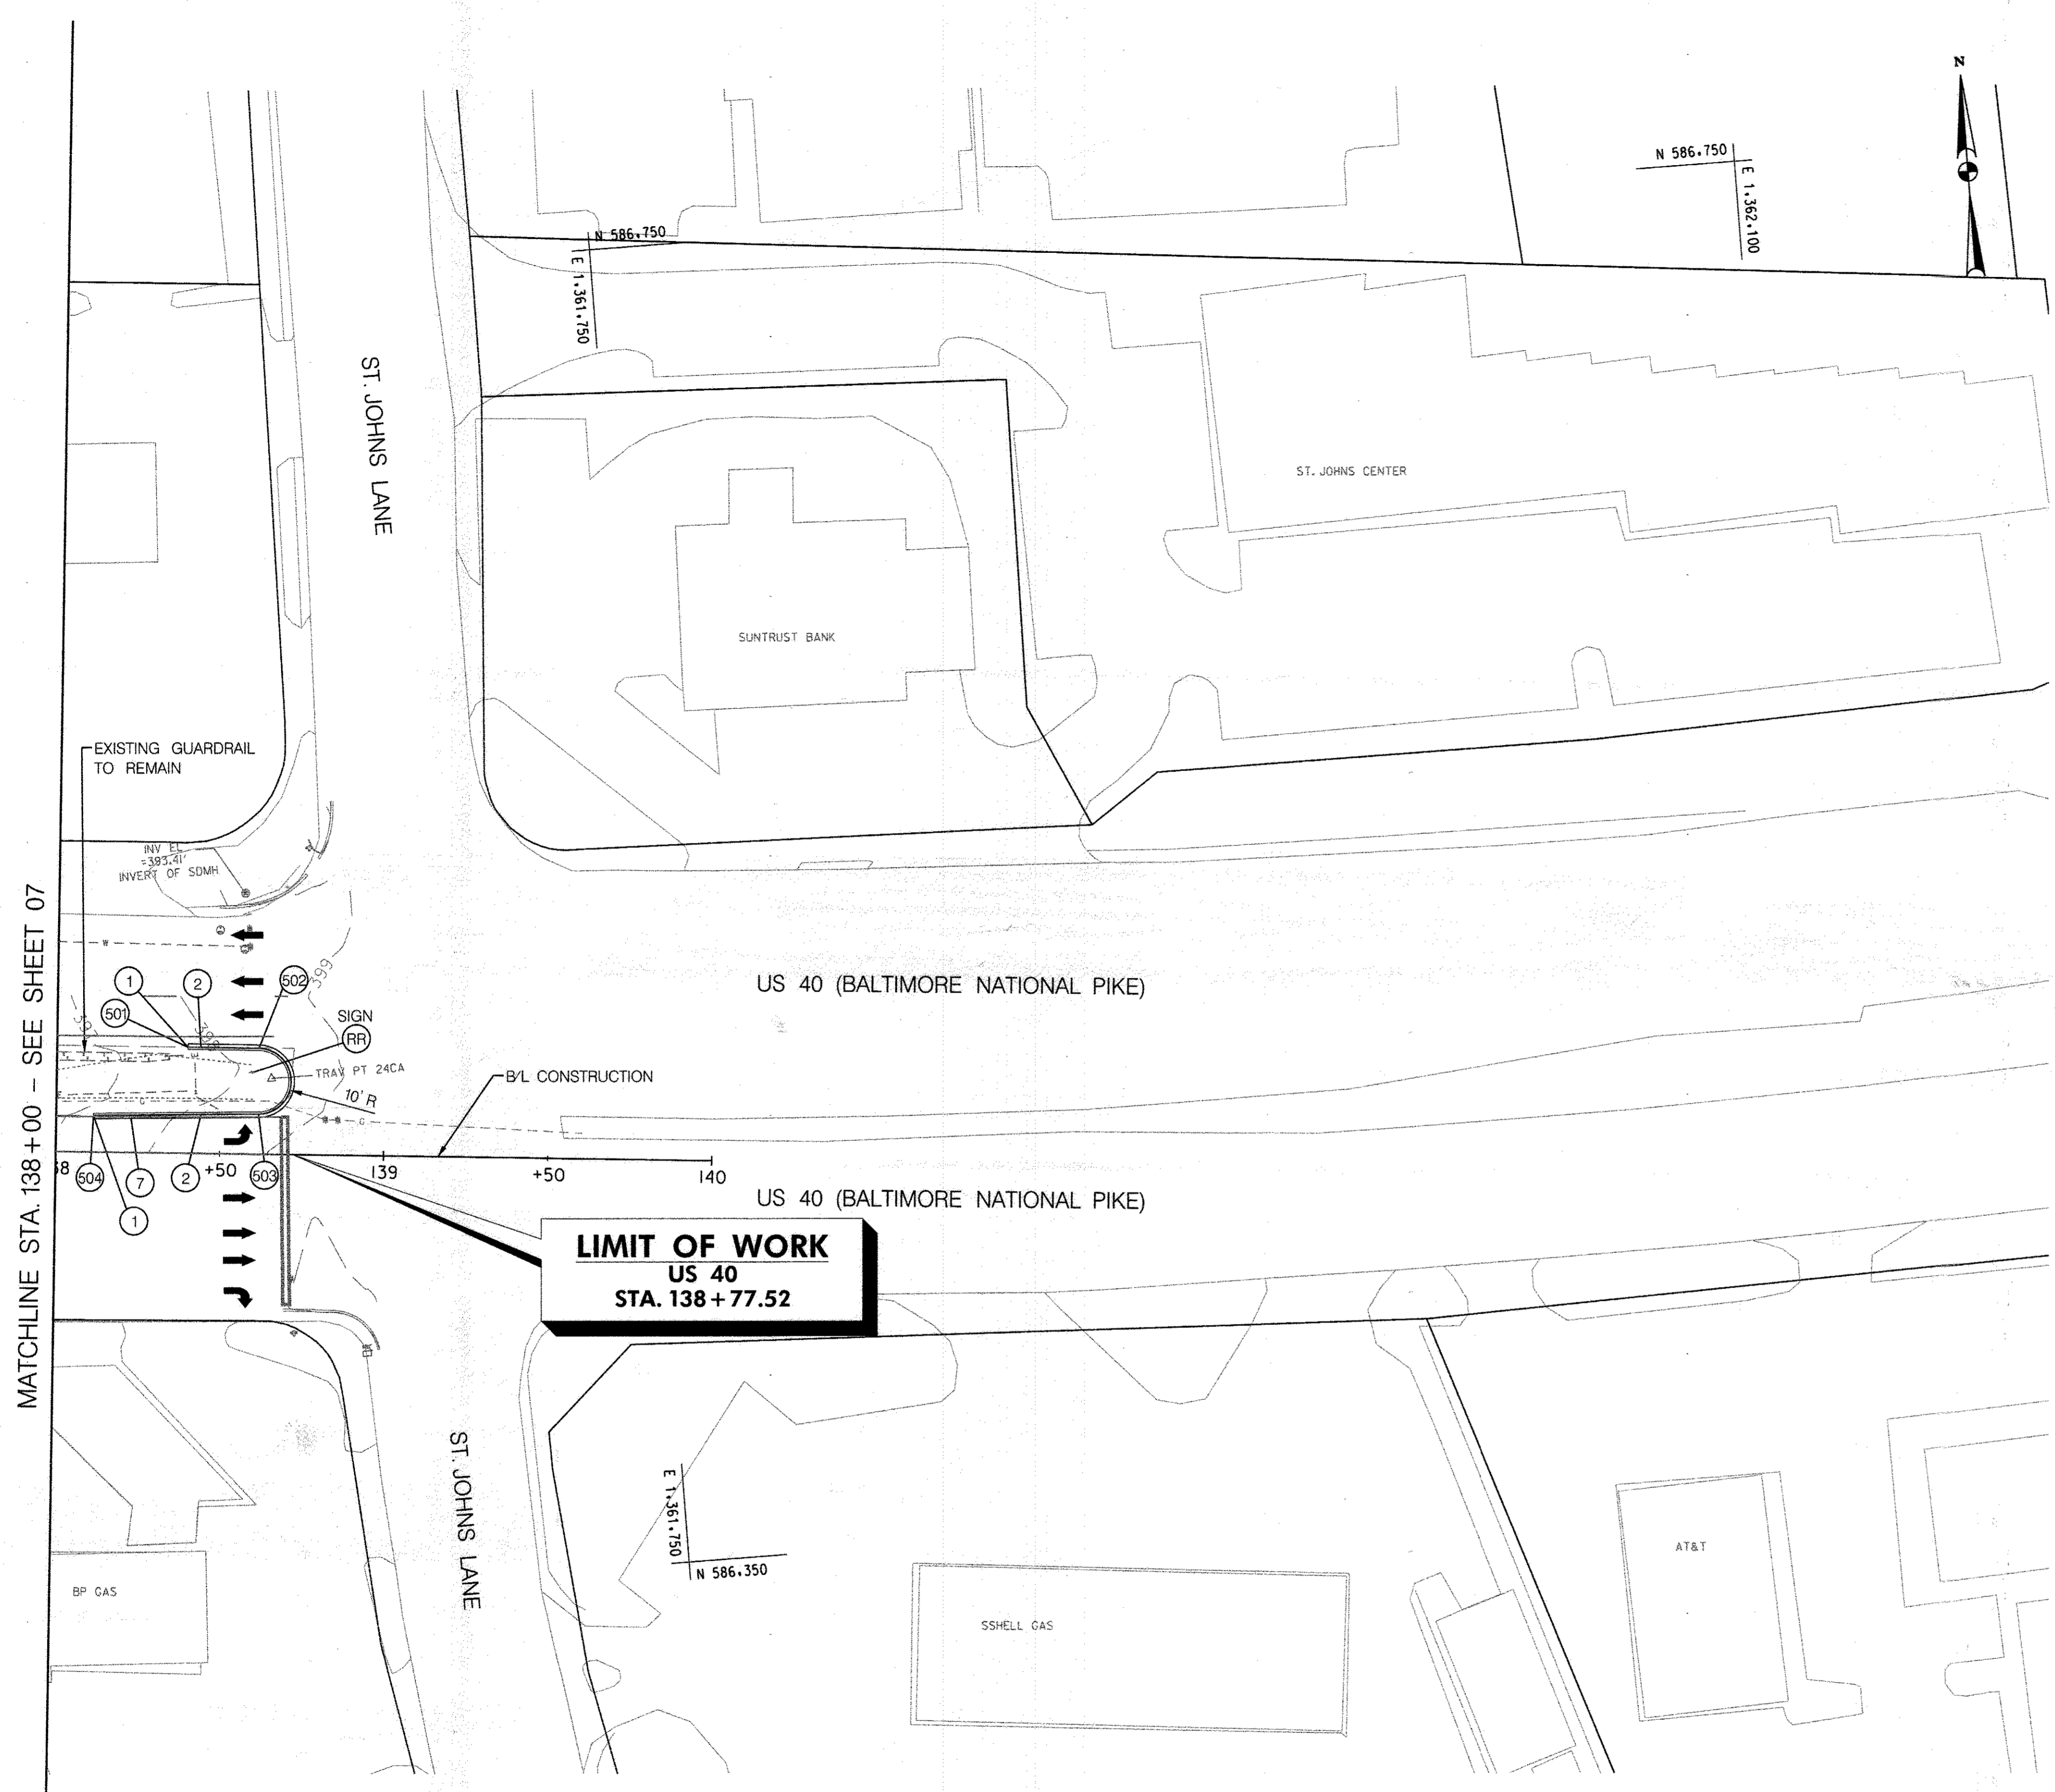 N
N 586.750
E 1.362.100
N 586.750
E 1.361.750
ST. JOHNS LANE
ST. JOHNS CENTER
SUNTRUST BANK
EXISTING GUARDRAIL
TO REMAIN
INV EL
=393.41'
INVERT OF SDMH
MATCHLINE STA. 138+00 - SEE SHEET 07
W
399
1
2
502
501
SIGN
RR
TRAV PT 24CA
10' R
G
G
B/L CONSTRUCTION
US 40 (BALTIMORE NATIONAL PIKE)
504
7
2
+50
503
139
+50
140
1
US 40 (BALTIMORE NATIONAL PIKE)
LIMIT OF WORK
US 40
STA. 138+77.52
ST. JOHNS LANE
E 1.361.750
N 586.350
BP GAS
SSHELL GAS
AT&T